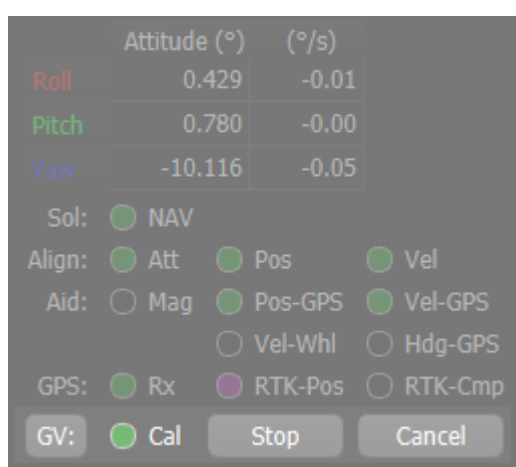 Attitude (°) (°/s)
Roll 0.429 -0.01
Pitch 0.780 -0.00
Yaw -10.116 -0.05
Sol: NAV
Align: Att Pos Vel
Aid: Mag Pos-GPS Vel-GPS
Vel-Whl Hdg-GPS
GPS: Rx RTK-Pos RTK-Cmp
GV: Cal Stop Cancel